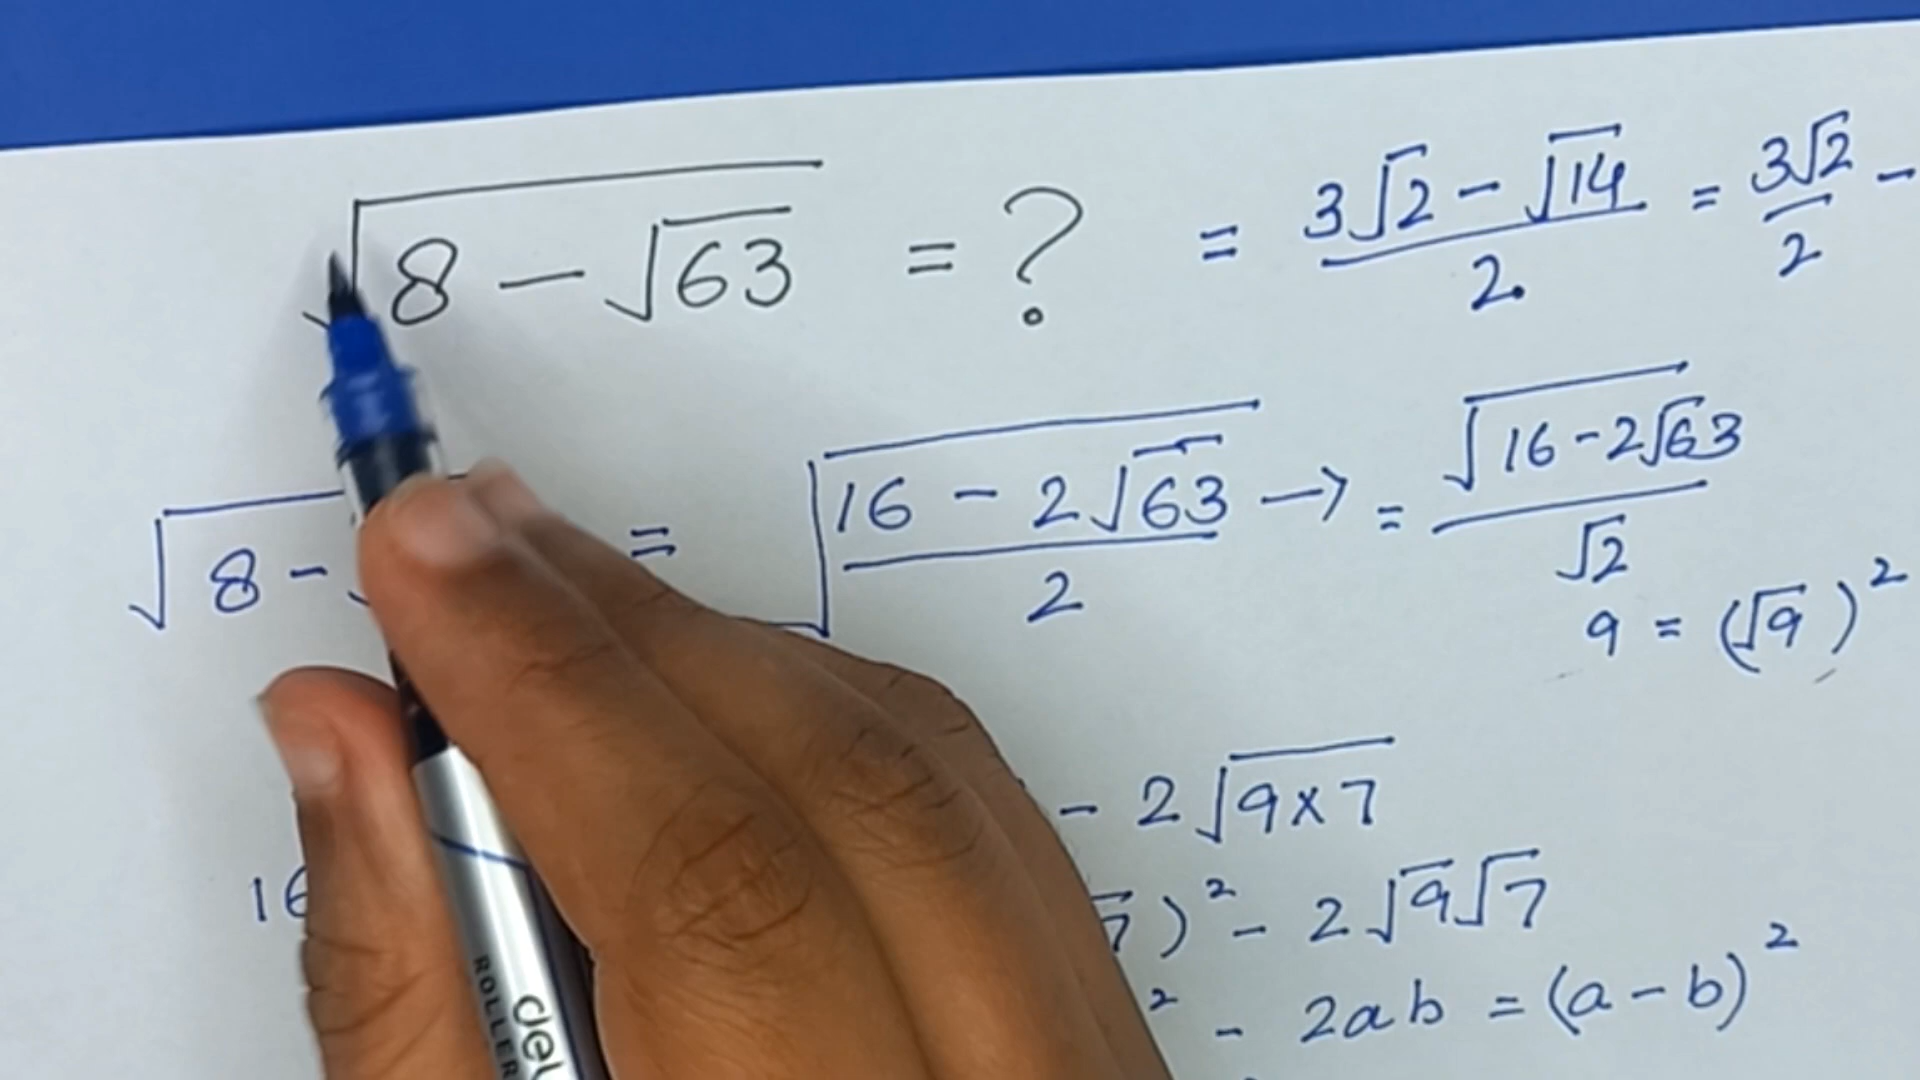 √(8 − √63) = ? = (3√2 − √14)/2 = 3√2/2 −
√8 − = √((16 − 2√63)/2) → = √(16 − 2√63)/√2
9 = (√9)²
− 2√(9×7)
16 7)² − 2√9√7
² − 2ab = (a − b)²
deli
ROLLER